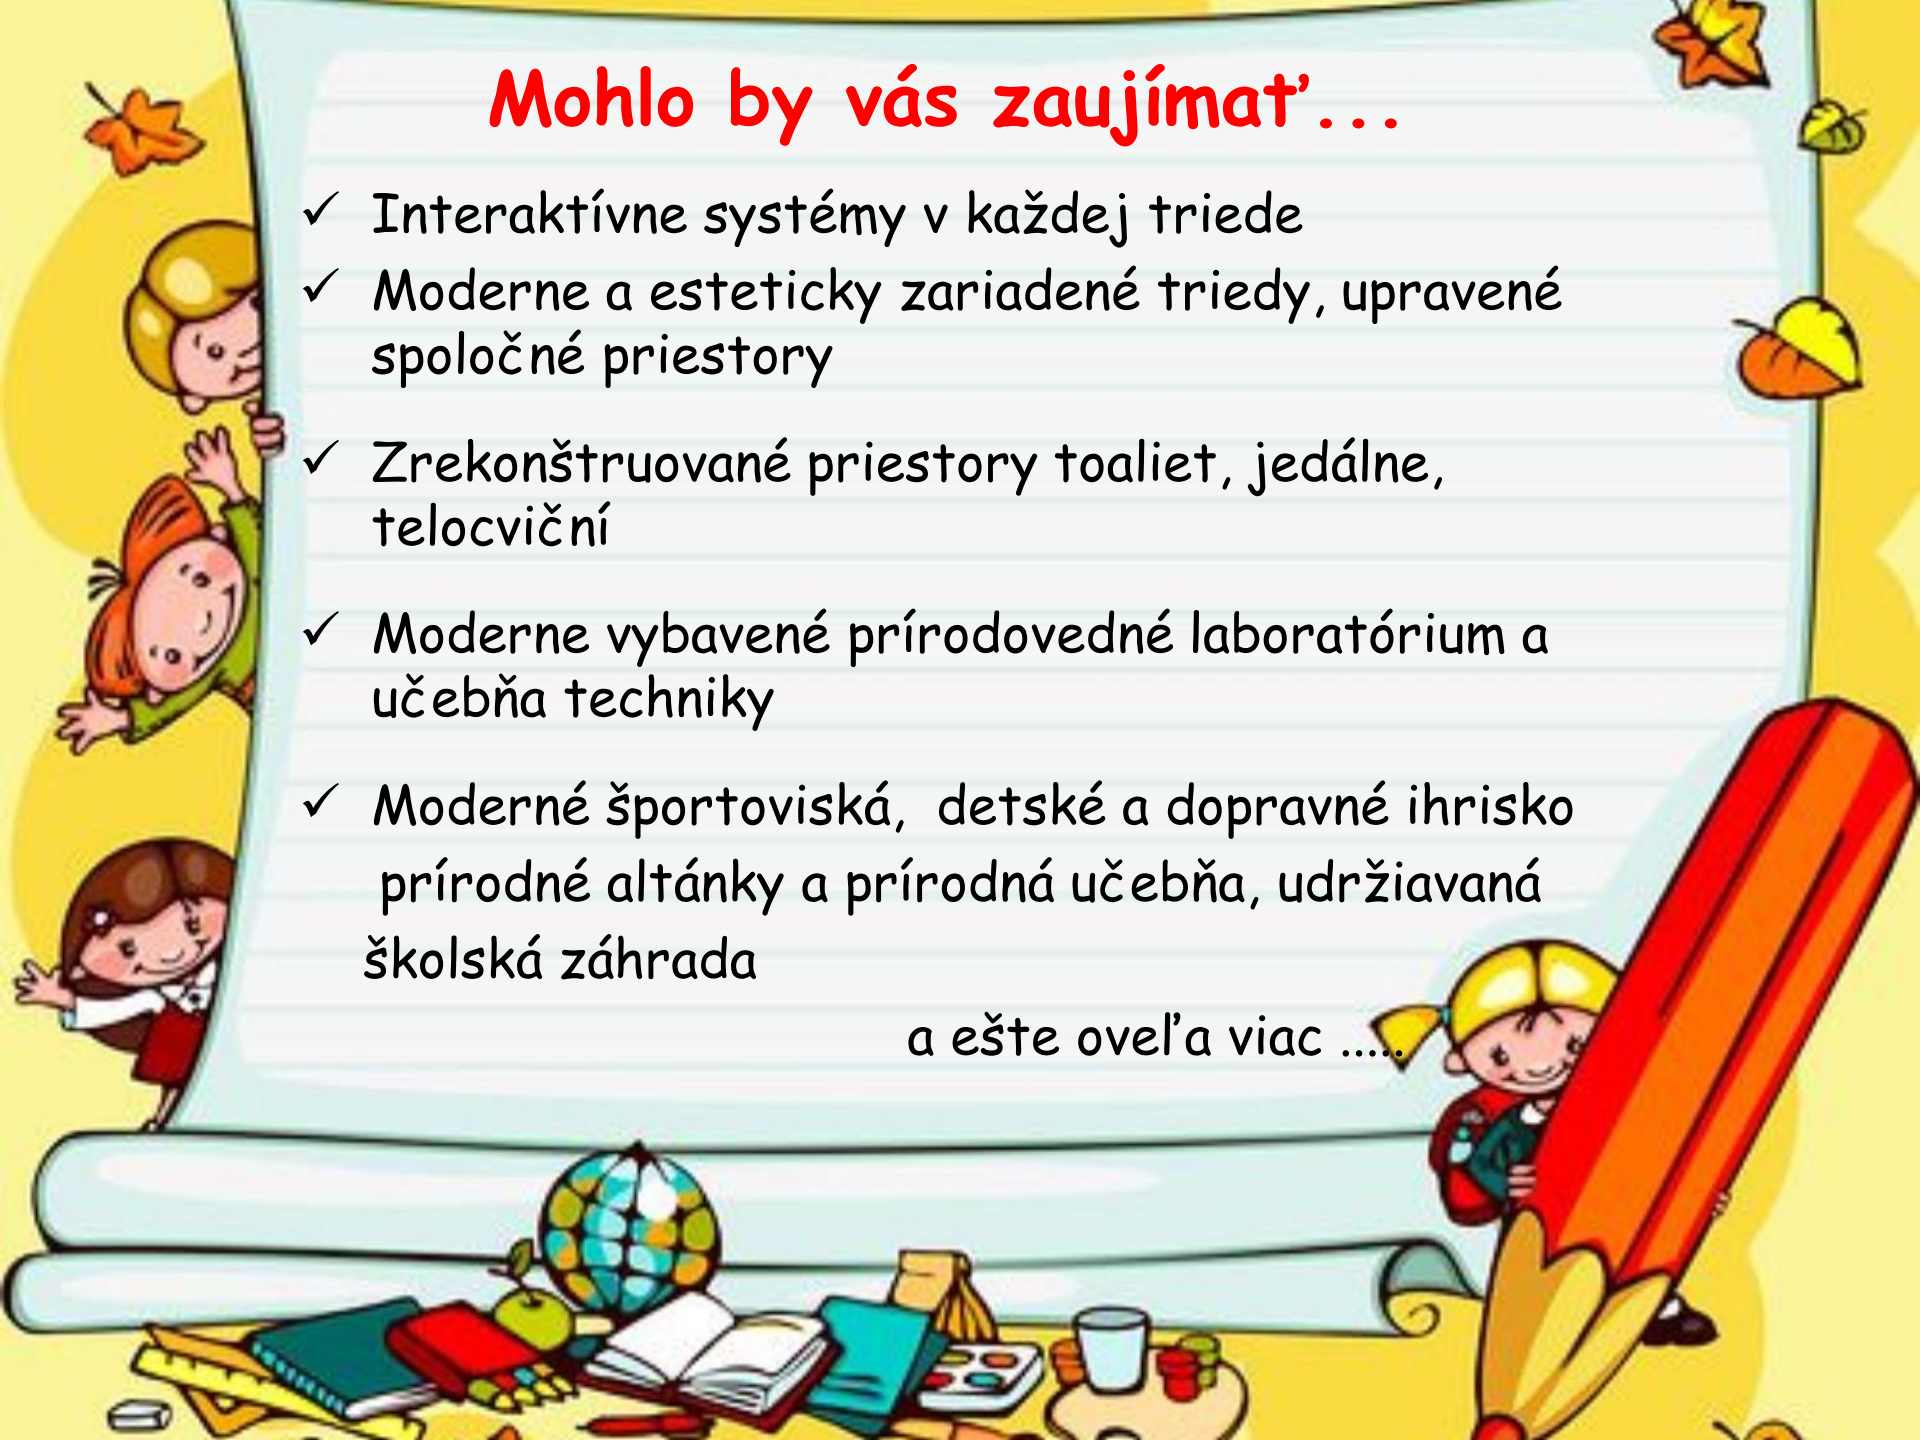 Mohlo by vás zaujímať...
✓ Interaktívne systémy v každej triede
✓ Moderne a esteticky zariadené triedy, upravené
spoločné priestory
✓ Zrekonštruované priestory toaliet, jedálne,
telocviční
✓ Moderne vybavené prírodovedné laboratórium a
učebňa techniky
✓ Moderné športoviská, detské a dopravné ihrisko
prírodné altánky a prírodná učebňa, udržiavaná
školská záhrada
a ešte oveľa viac .....